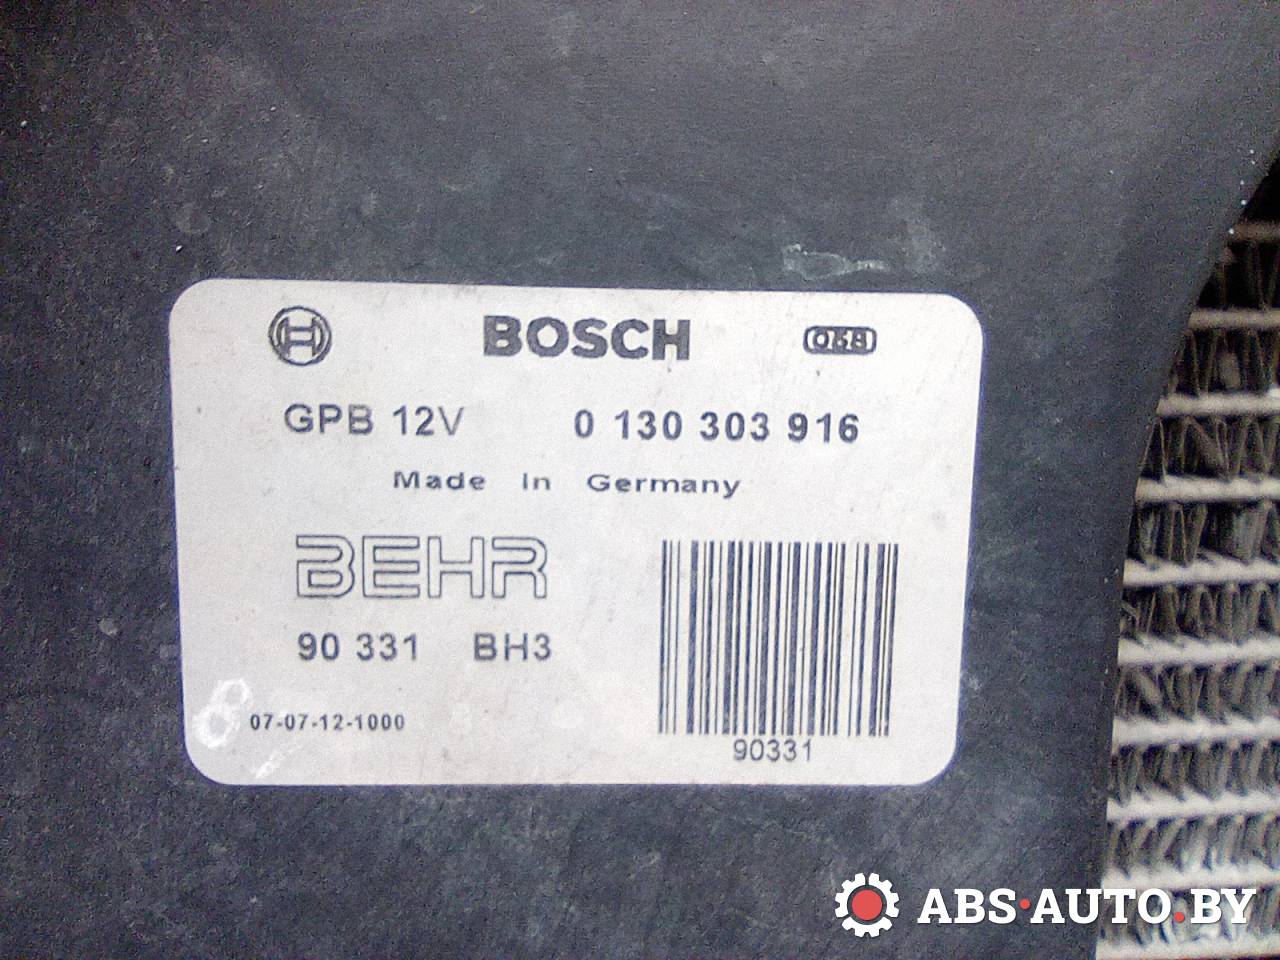 BOSCH
GPB 12V 0 130 303 916
Made in Germany
BEHR
90 331 BH3
8 07-07-12-1000
90331
ABS·AUTO.BY